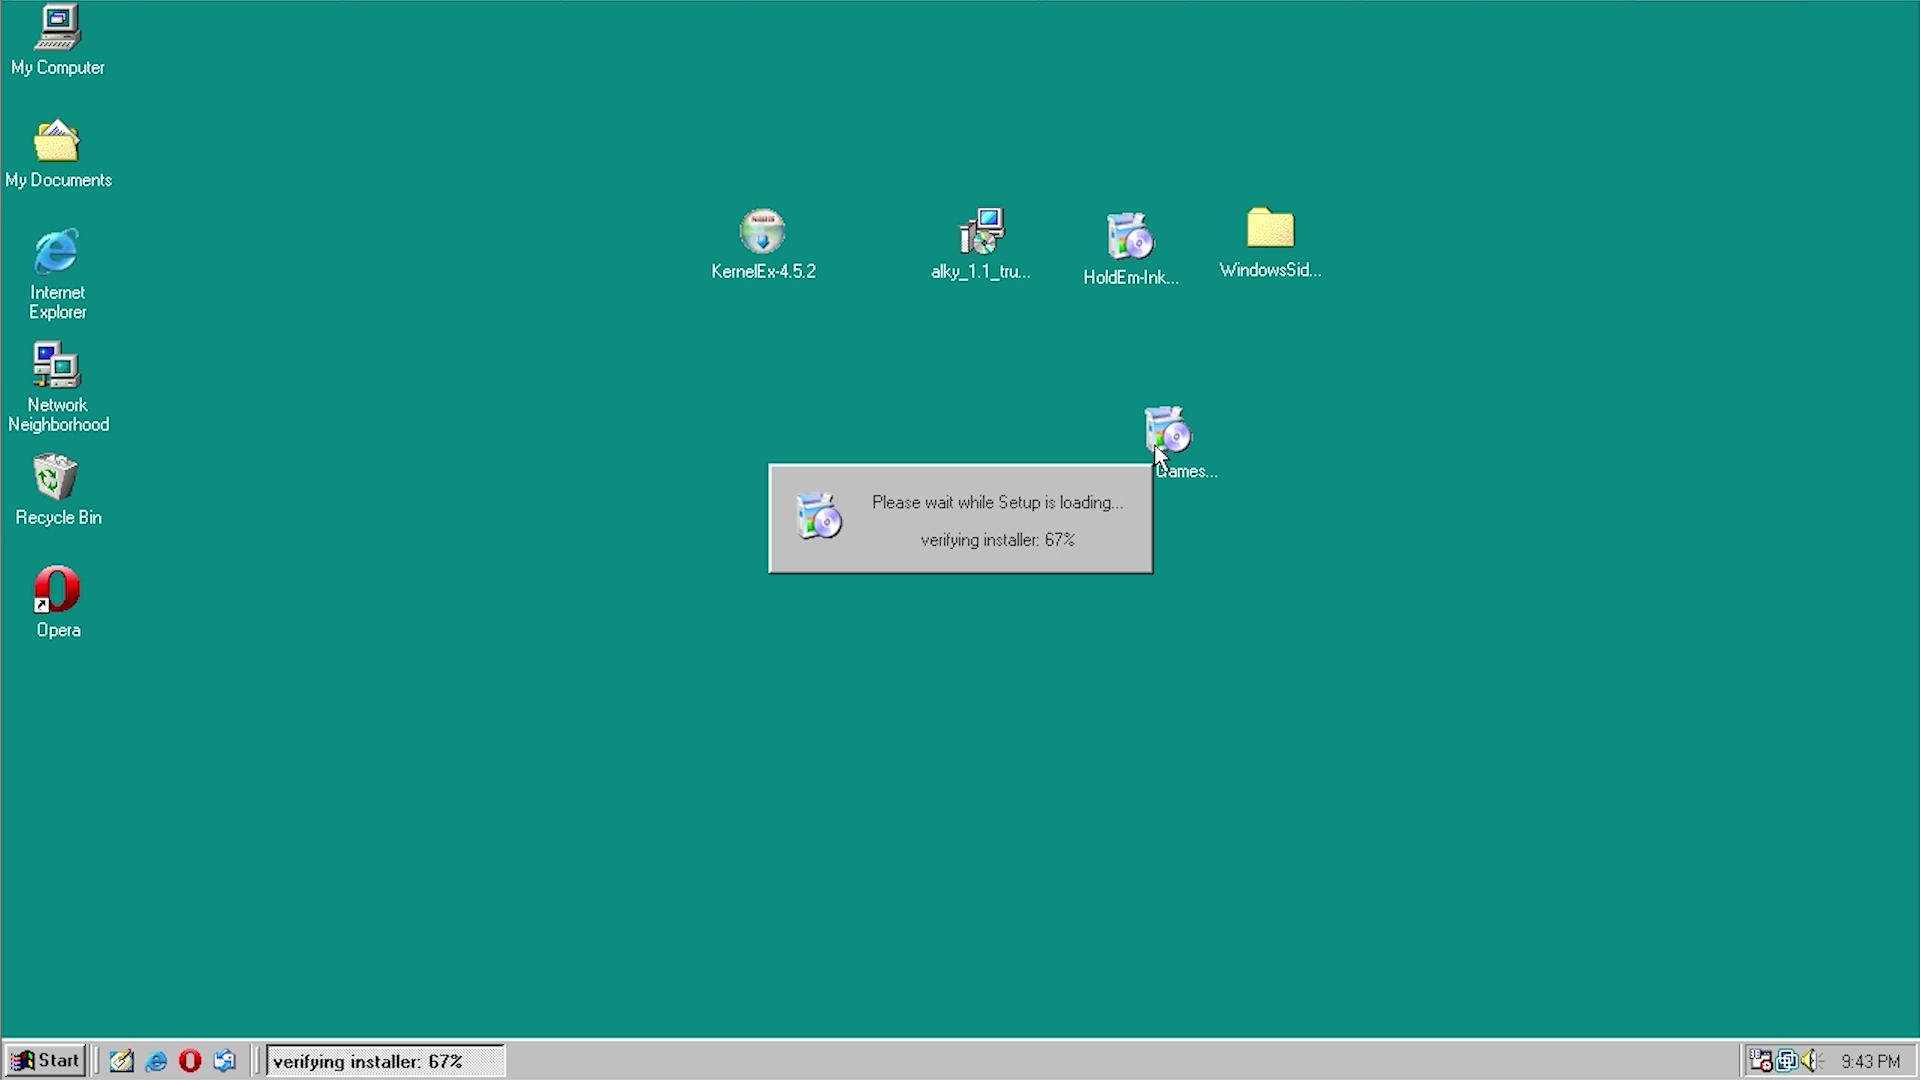 My Computer
My Documents
Internet
Explorer
Network
Neighborhood
Recycle Bin
Opera
KernelEx-4.5.2
alky_1.1_tru...
HoldEm-Ink...
WindowsSid...
Games...
Please wait while Setup is loading...
verifying installer: 67%
Start
verifying installer: 67%
9:43 PM